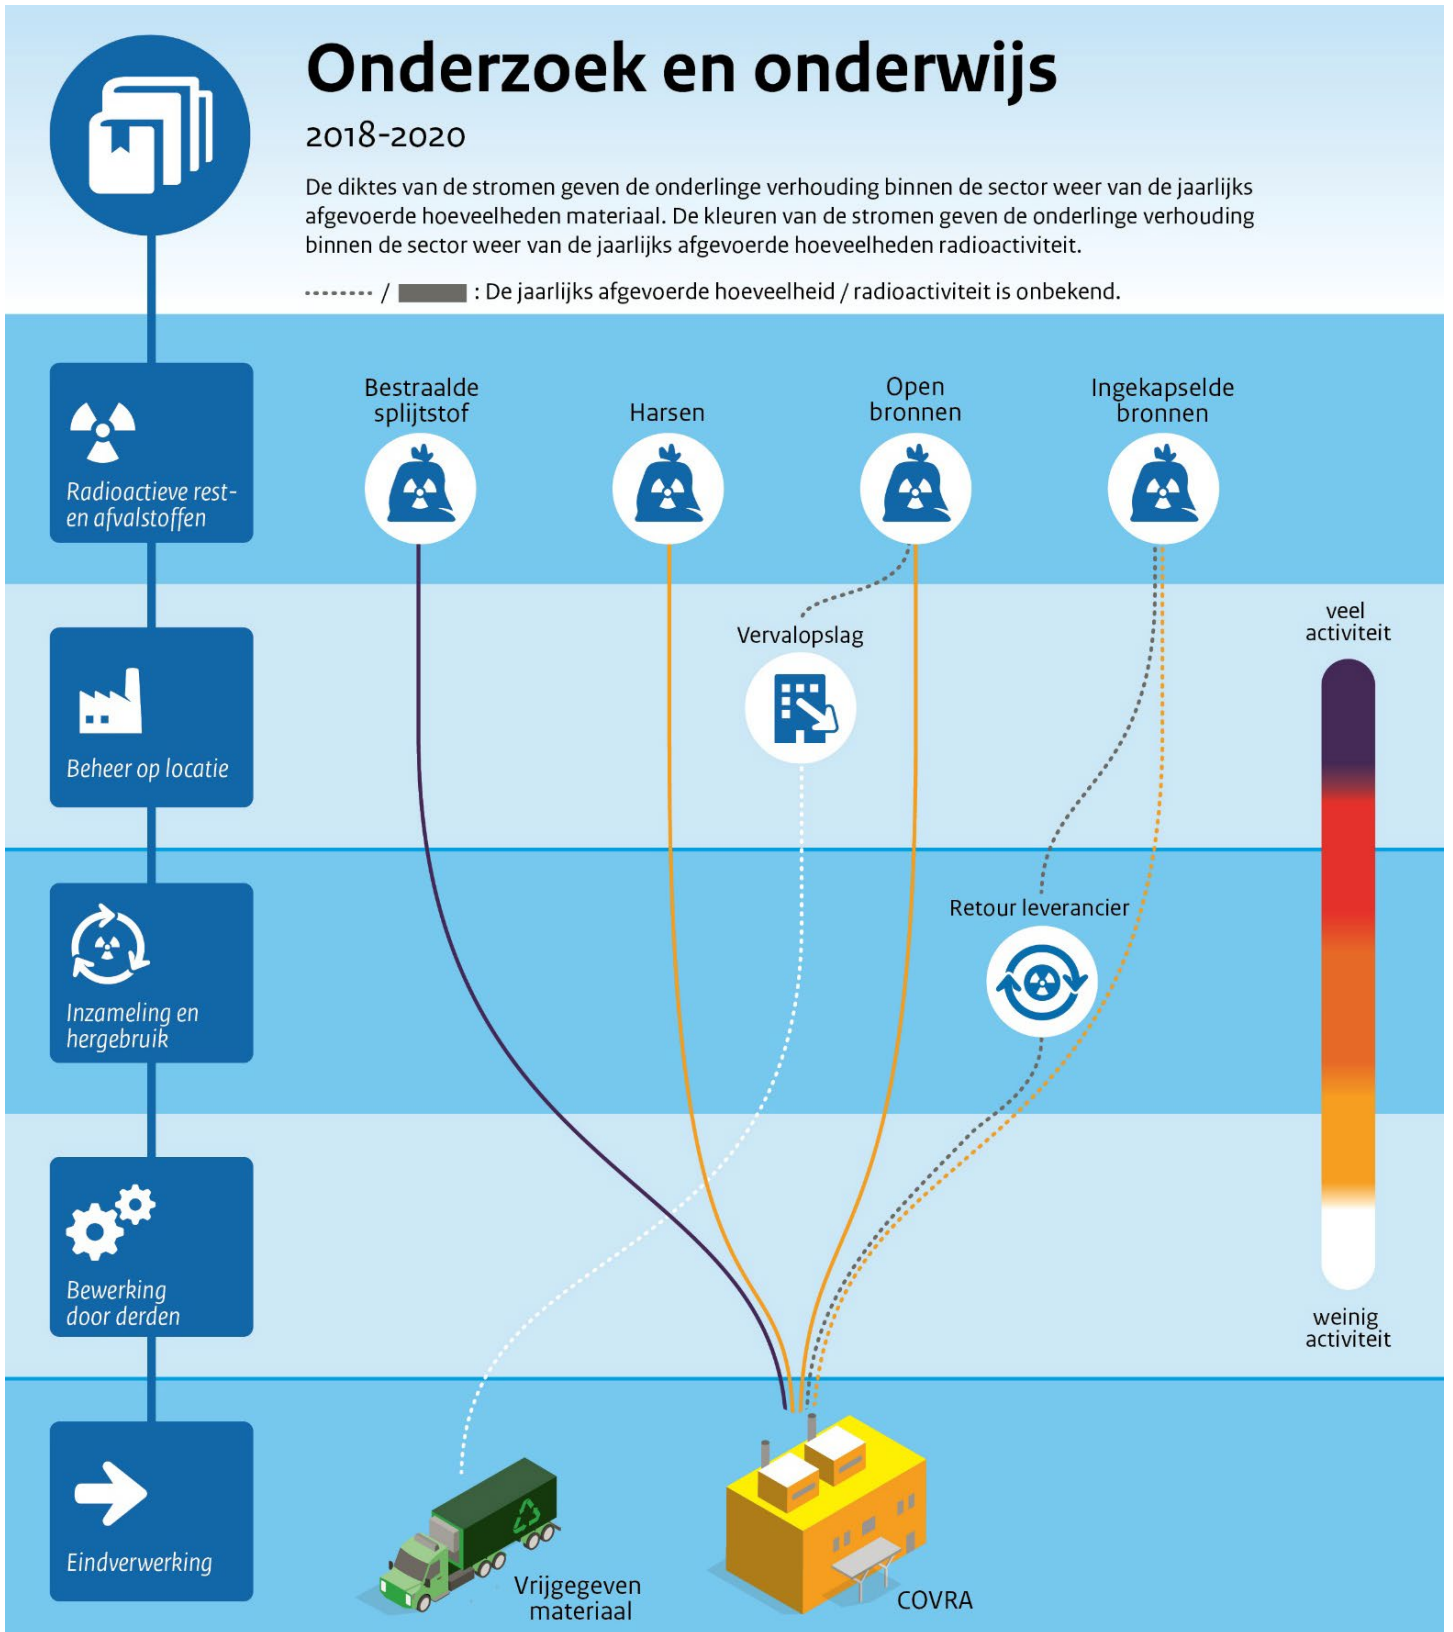 Onderzoek en onderwijs
2018-2020
De diktes van de stromen geven de onderlinge verhouding binnen de sector weer van de jaarlijks
afgevoerde hoeveelheden materiaal. De kleuren van de stromen geven de onderlinge verhouding
binnen de sector weer van de jaarlijks afgevoerde hoeveelheden radioactiviteit.
/ : De jaarlijks afgevoerde hoeveelheid / radioactiviteit is onbekend.
Radioactieve rest-
en afvalstoffen
Bestraalde
splijtstof
Harsen
Open
bronnen
Ingekapselde
bronnen
Beheer op locatie
Vervalopslag
veel
activiteit
Inzameling en
hergebruik
Retour leverancier
Bewerking
door derden
weinig
activiteit
Eindverwerking
Vrijgegeven
materiaal
COVRA